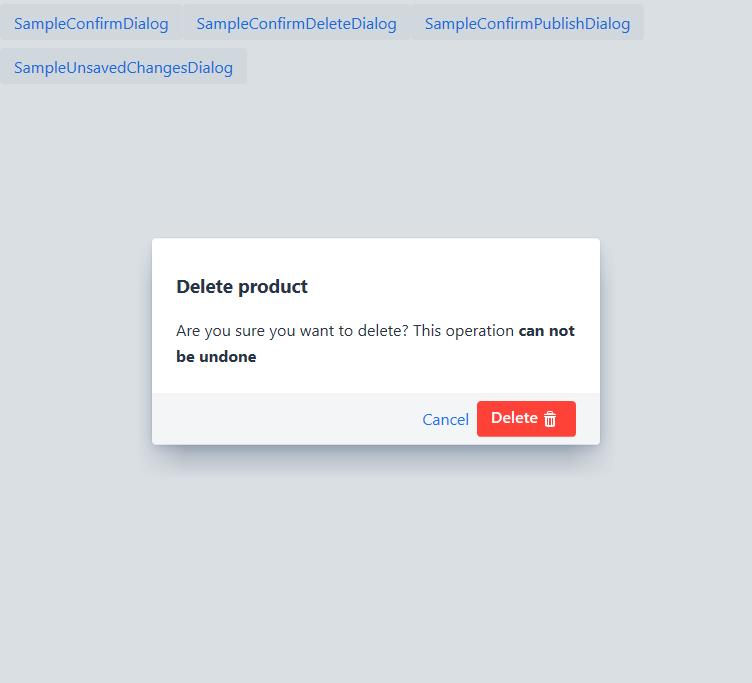 SampleConfirmDialog SampleConfirmDeleteDialog SampleConfirmPublishDialog
SampleUnsavedChangesDialog
Delete product
Are you sure you want to delete? This operation can not
be undone
Cancel Delete